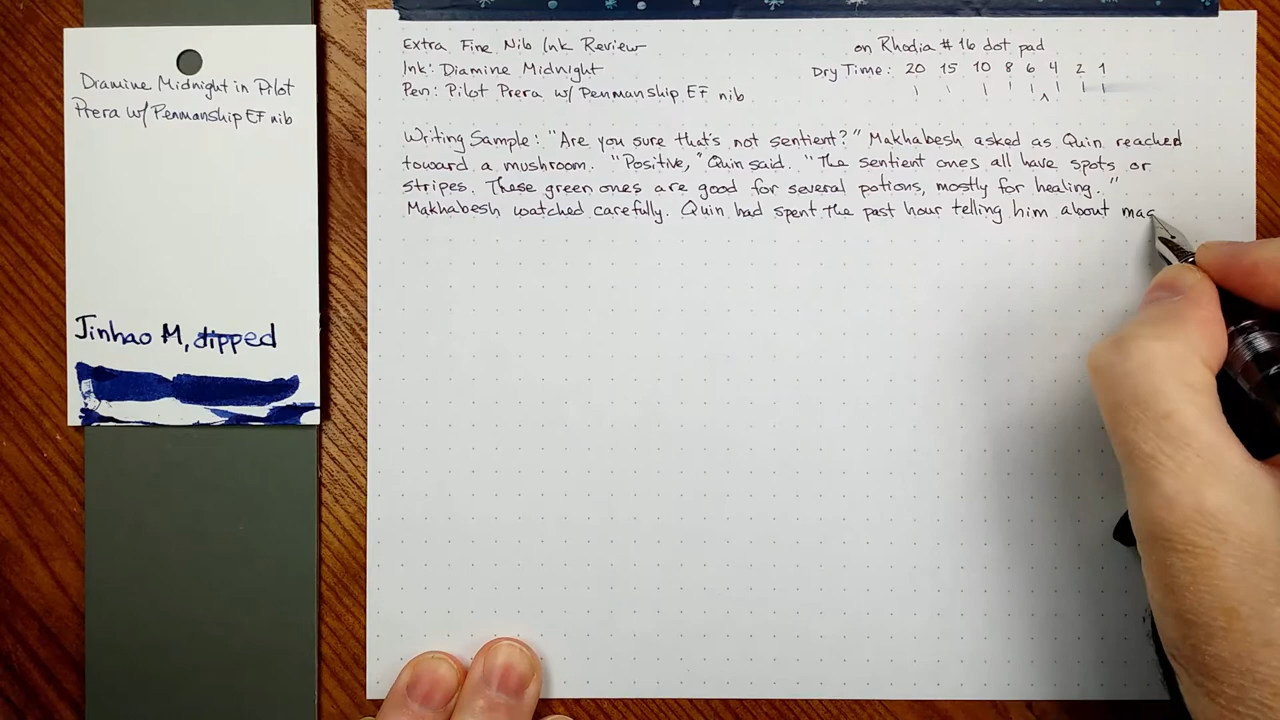 Diamine Midnight in Pilot
Prera w/ Penmanship EF nib
Jinhao M, dipped
Extra Fine Nib Ink Review
Ink: Diamine Midnight
Pen: Pilot Prera w/ Penmanship EF nib
on Rhodia #16 dot pad
Dry Time: 20 15 10 8 6 4 2 1
Writing Sample: "Are you sure that's not sentient?" Makhabesh asked as Quin reached
toward a mushroom. "Positive," Quin said. "The sentient ones all have spots or
stripes. These green ones are good for several potions, mostly for healing."
Makhabesh watched carefully. Quin had spent the past hour telling him about mag